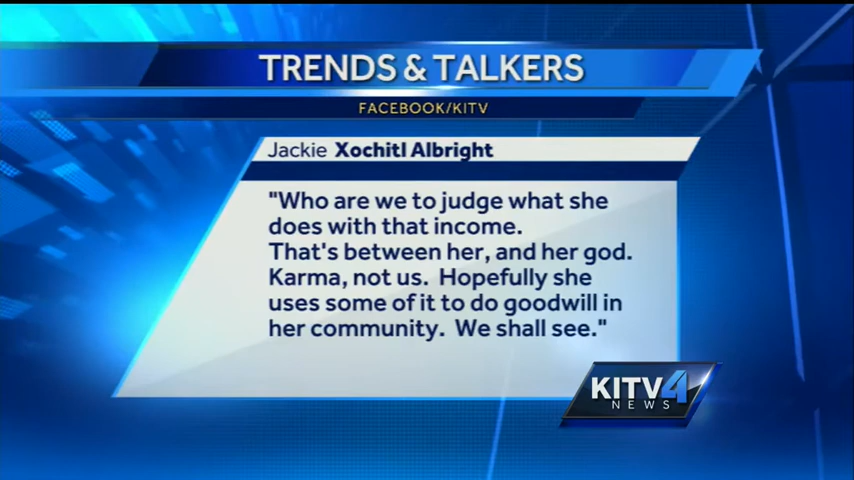 TRENDS & TALKERS
FACEBOOK/KITV
Jackie Xochitl Albright
"Who are we to judge what she
does with that income.
That's between her, and her god.
Karma, not us.  Hopefully she
uses some of it to do goodwill in
her community.  We shall see."
KITV4
NEWS